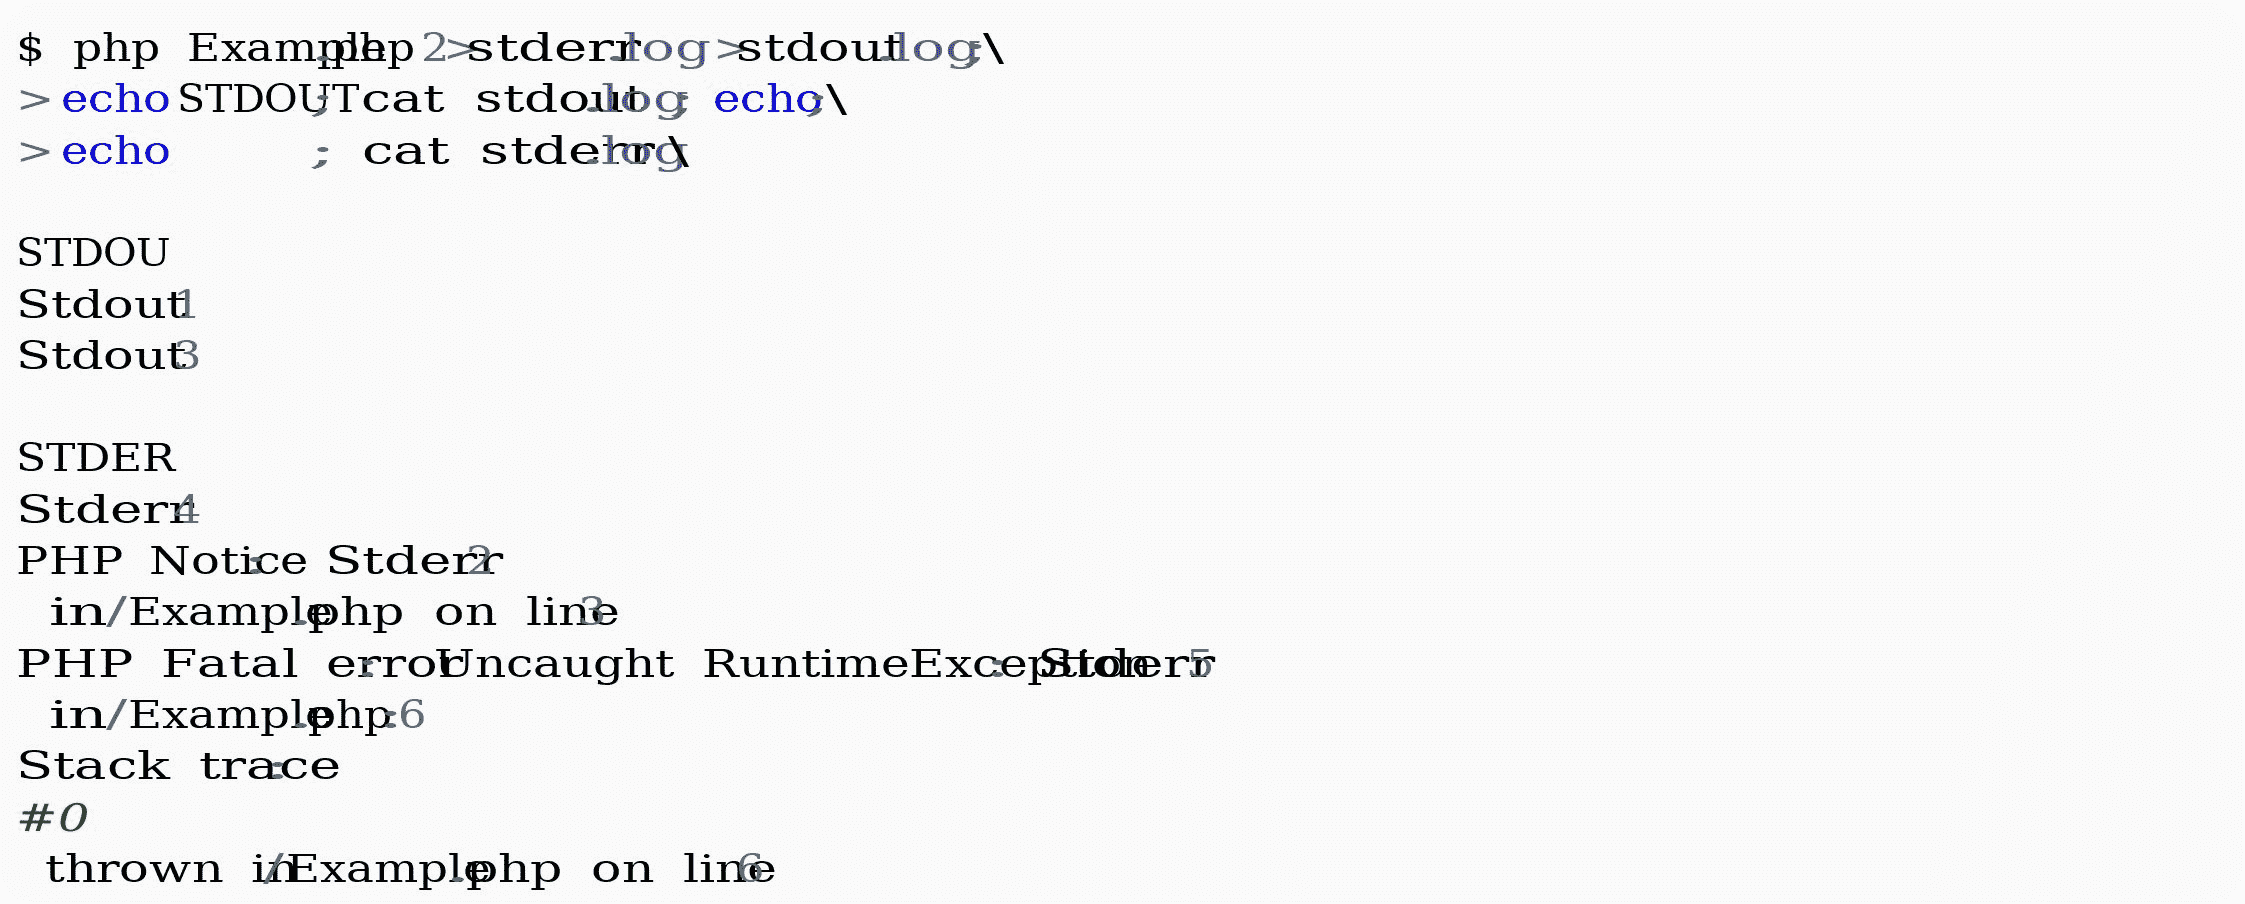 $ php Example.php 2>stderr.log >stdout.log;\
> echo STDOUT; cat stdout.log; echo;\
> echo ; cat stderr.log\
STDOU
Stdout 1
Stdout 3
STDER
Stderr 4
PHP Notice: Stderr 2
in /Example.php on line 3
PHP Fatal error: Uncaught RuntimeException: Stderr 5
in /Example.php:6
Stack trace:
#0
thrown in /Example.php on line 6